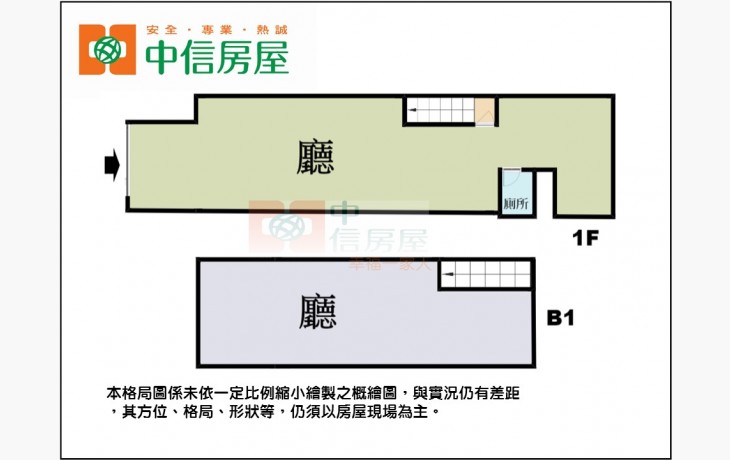 安全·專業·熱誠
中信房屋
廳
廁所
1F
中
信房屋
幸福一家人
廳
B1
本格局圖係未依一定比例縮小繪製之概繪圖，與實況仍有差距
，其方位、格局、形狀等，仍須以房屋現場為主。